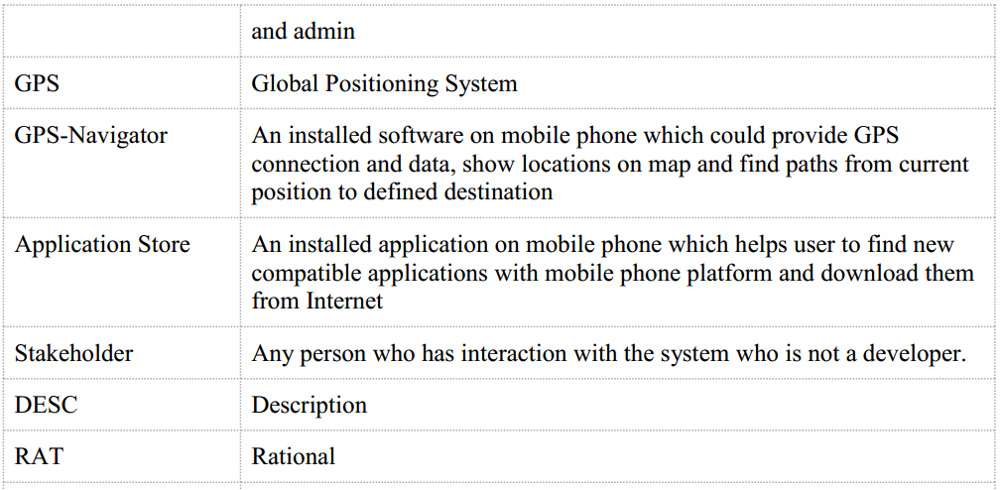 and admin
GPS
Global Positioning System
GPS-Navigator
An installed software on mobile phone which could provide GPS
connection and data, show locations on map and find paths from current
position to defined destination
Application Store
An installed application on mobile phone which helps user to find new
compatible applications with mobile phone platform and download them
from Internet
Stakeholder
Any person who has interaction with the system who is not a developer.
DESC
Description
RAT
Rational